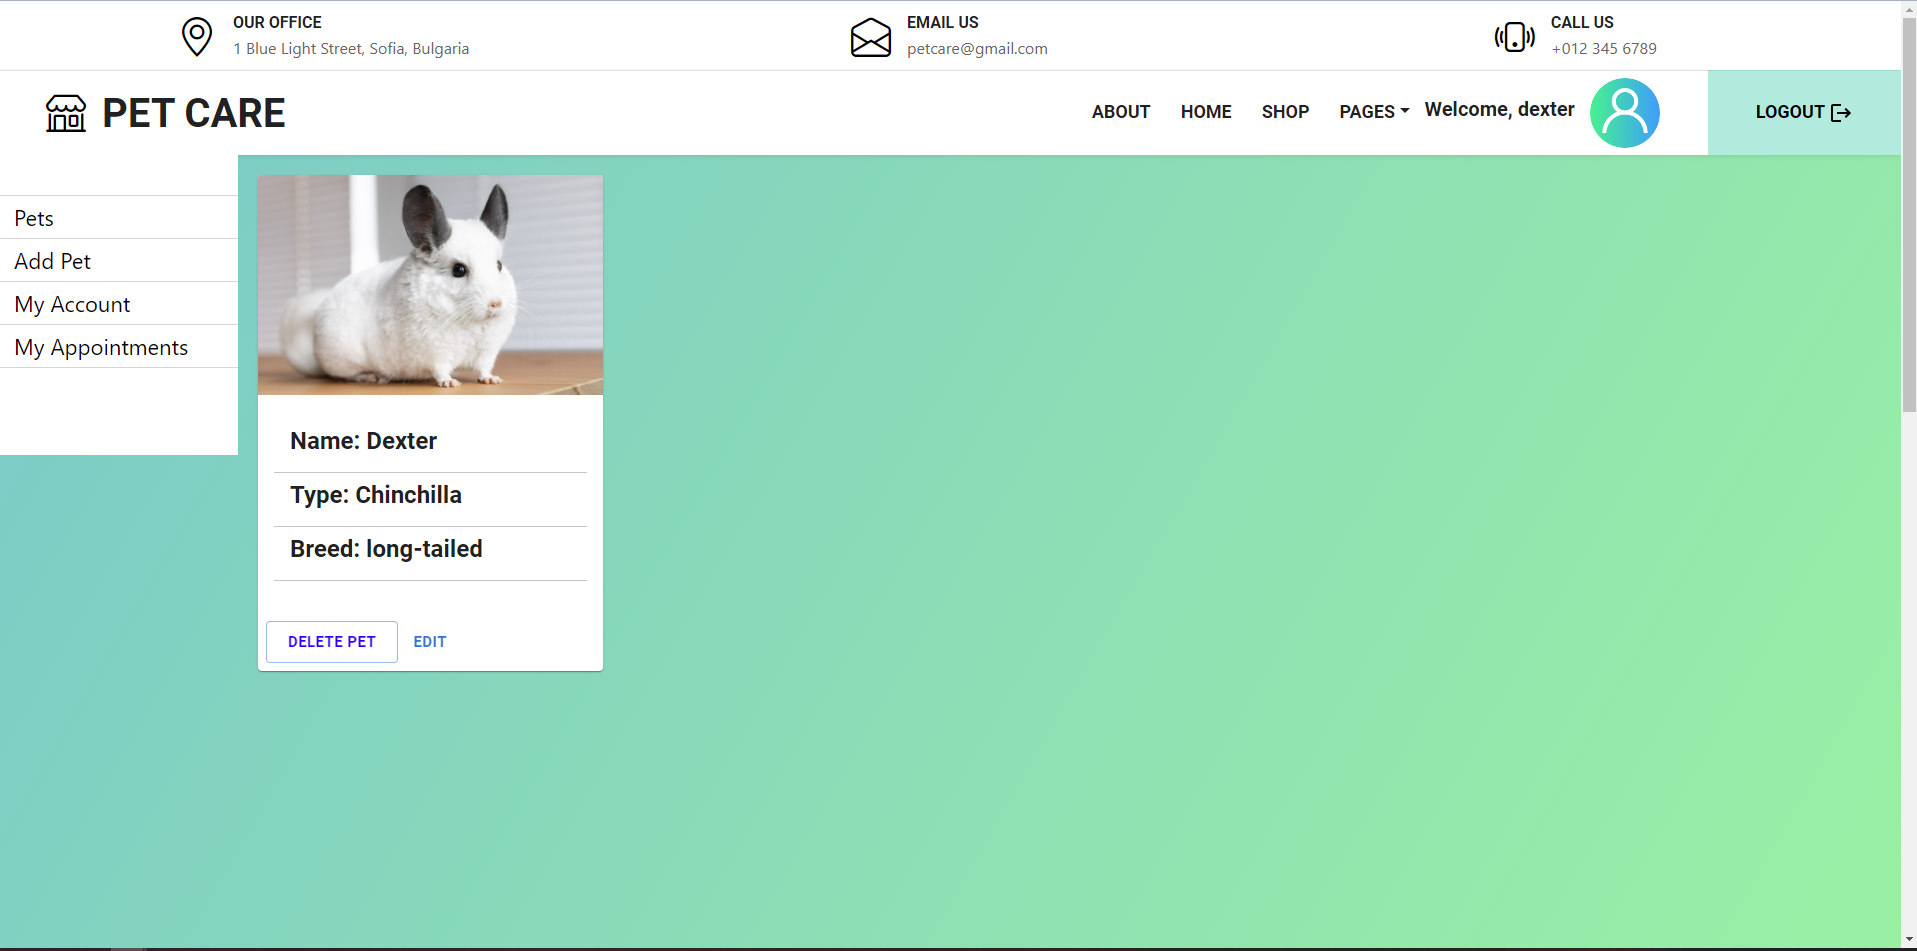 OUR OFFICE
1 Blue Light Street, Sofia, Bulgaria
EMAIL US
petcare@gmail.com
CALL US
+012 345 6789
PET CARE
ABOUT HOME SHOP PAGES Welcome, dexter LOGOUT
Pets
Add Pet
My Account
My Appointments
Name: Dexter
Type: Chinchilla
Breed: long-tailed
DELETE PET EDIT